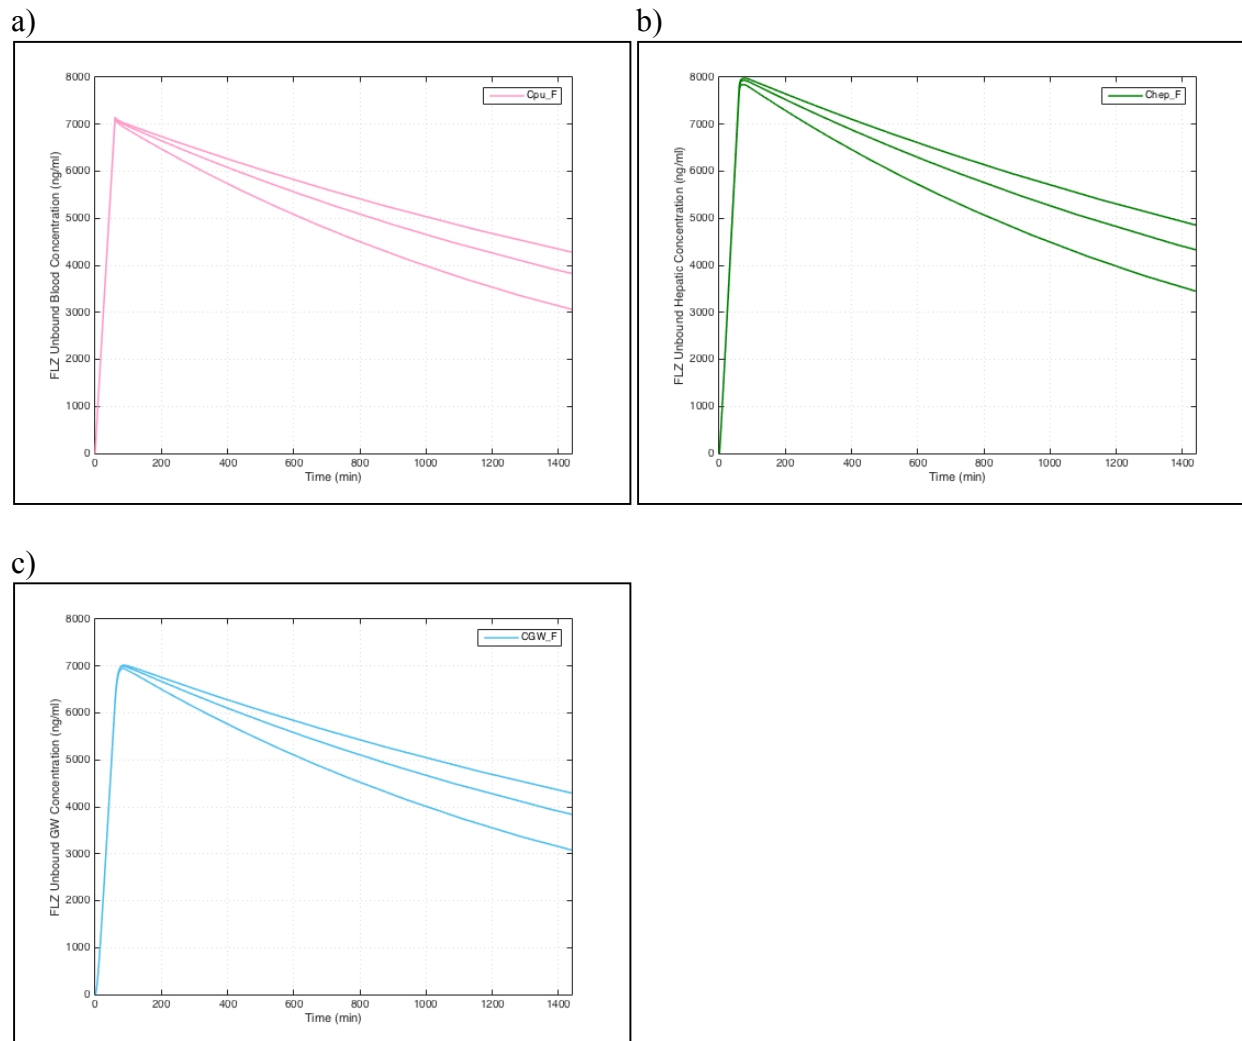 a)
8000
7000
6000
5000
4000
3000
2000
1000
0
0 200 400 600 800 1000 1200 1400
FLZ Unbound Blood Concentration (ng/ml)
Time (min)
Cpu_F
b)
8000
7000
6000
5000
4000
3000
2000
1000
0
0 200 400 600 800 1000 1200 1400
FLZ Unbound Hepatic Concentration (ng/ml)
Time (min)
Chep_F
c)
8000
7000
6000
5000
4000
3000
2000
1000
0
0 200 400 600 800 1000 1200 1400
FLZ Unbound GW Concentration (ng/ml)
Time (min)
CGW_F